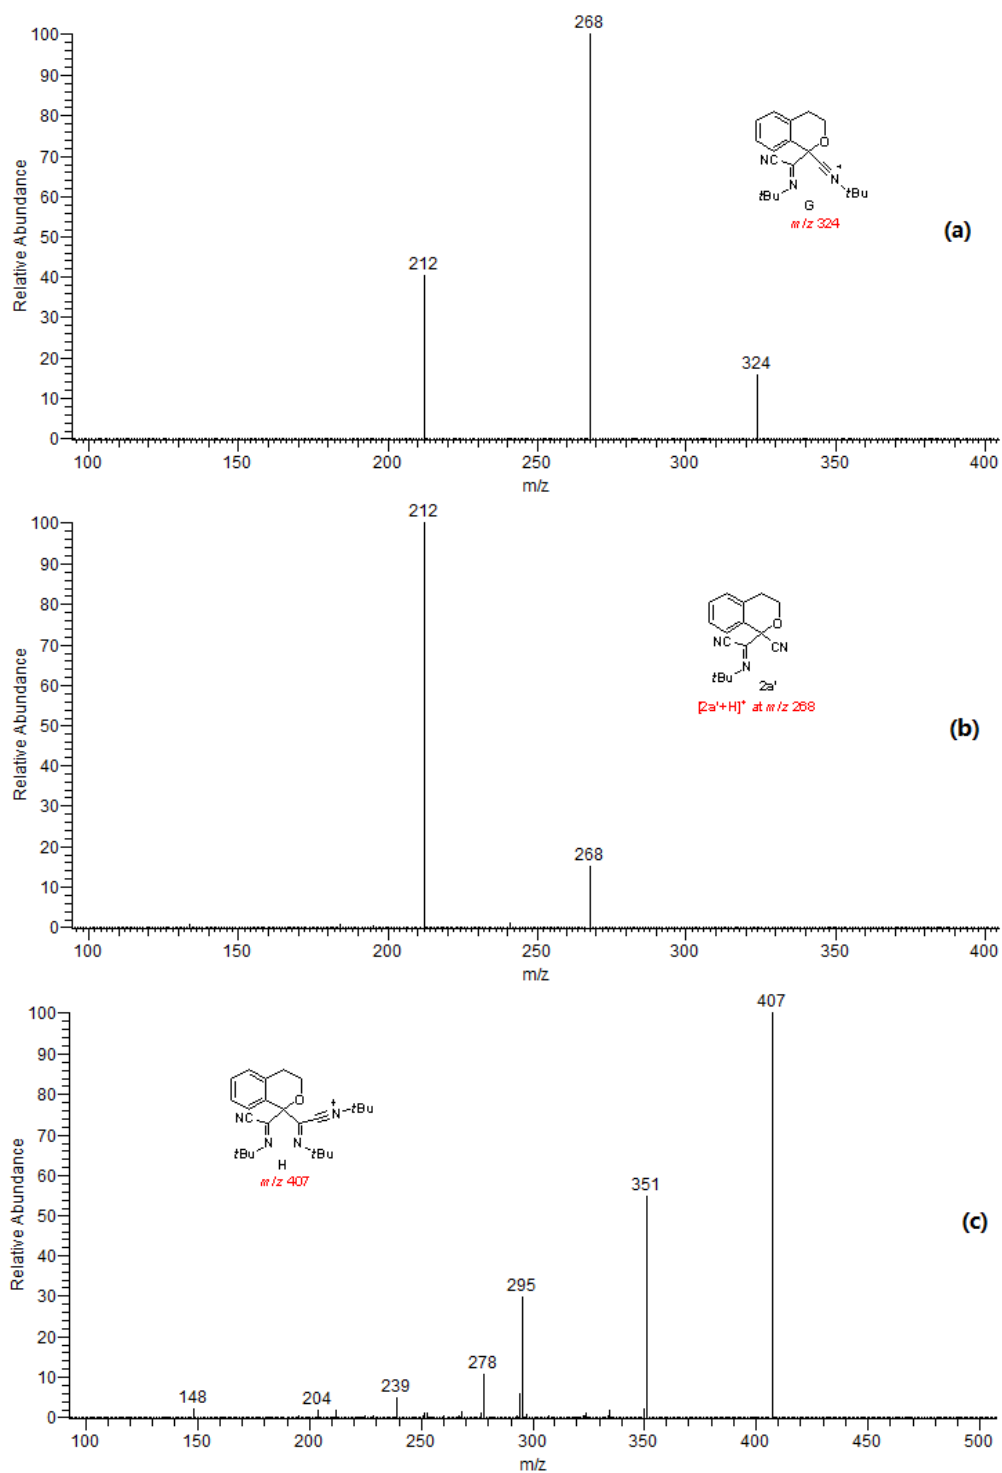 268
100
90
80
70
60
50
40
30
20
10
0
Relative Abundance
212
324
O
NC
N
+
N
tBu
tBu
G
m/z 324
(a)
100
150
200
250
300
350
400
m/z
212
100
90
80
70
60
50
40
30
20
10
0
Relative Abundance
268
O
NC
CN
N
tBu
2a'
[2a'+H]+ at m/z 268
(b)
100
150
200
250
300
350
400
m/z
407
100
90
80
70
60
50
40
30
20
10
0
Relative Abundance
O
NC
+
N
tBu
N
N
tBu
tBu
H
m/z 407
351
295
278
239
204
148
(c)
100
150
200
250
300
350
400
450
500
m/z